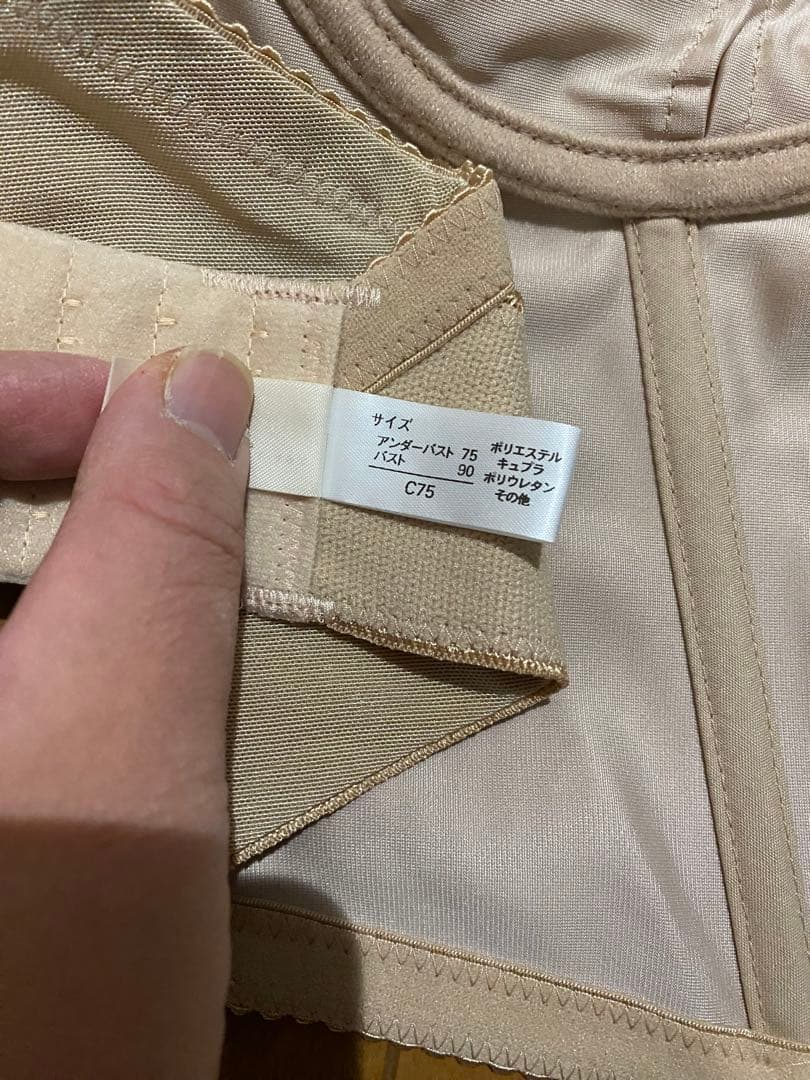 サイズ
アンダーバスト 75
バスト 90
C75
ポリエステル
キュプラ
ポリウレタン
その他